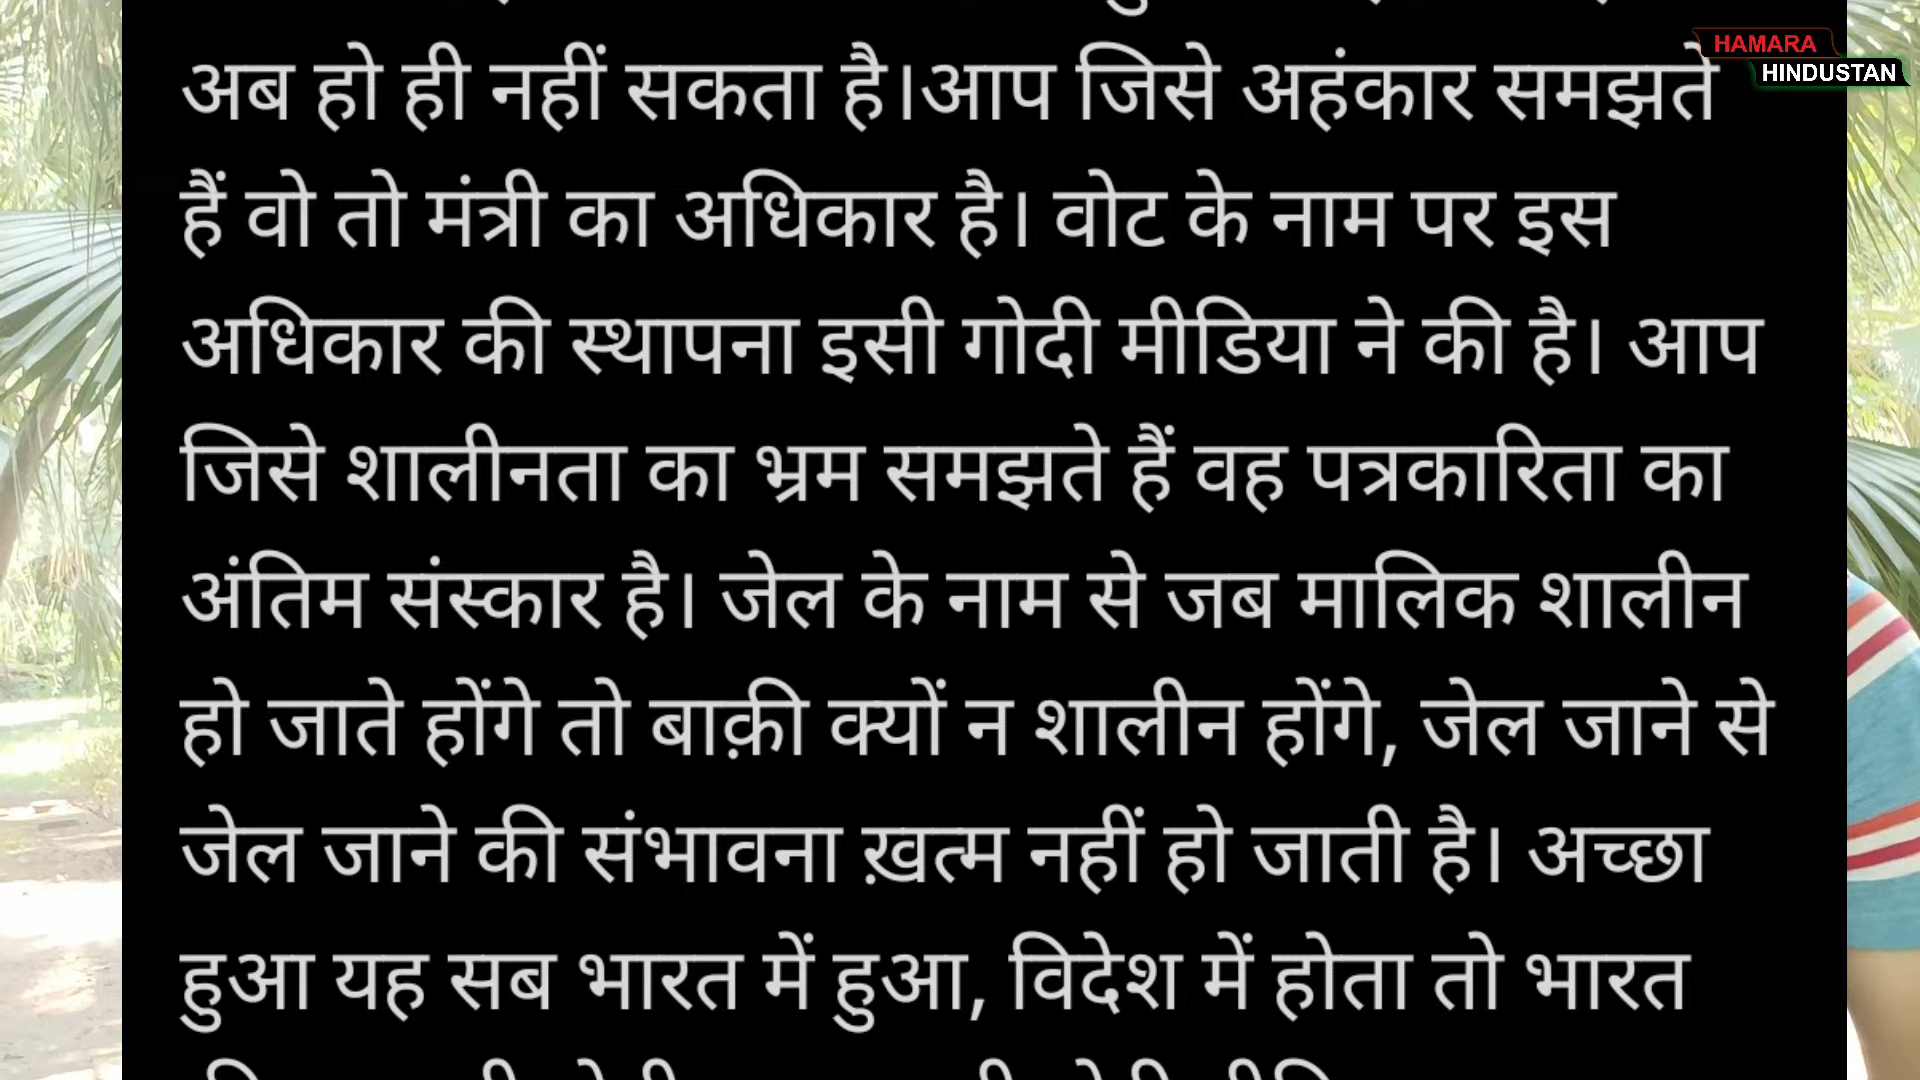 अब हो ही नहीं सकता है।आप जिसे अहंकार समझते
हैं वो तो मंत्री का अधिकार है। वोट के नाम पर इस
अधिकार की स्थापना इसी गोदी मीडिया ने की है। आप
जिसे शालीनता का भ्रम समझते हैं वह पत्रकारिता का
अंतिम संस्कार है। जेल के नाम से जब मालिक शालीन
हो जाते होंगे तो बाक़ी क्यों न शालीन होंगे, जेल जाने से
जेल जाने की संभावना ख़त्म नहीं हो जाती है। अच्छा
हुआ यह सब भारत में हुआ, विदेश में होता तो भारत
HAMARA
HINDUSTAN